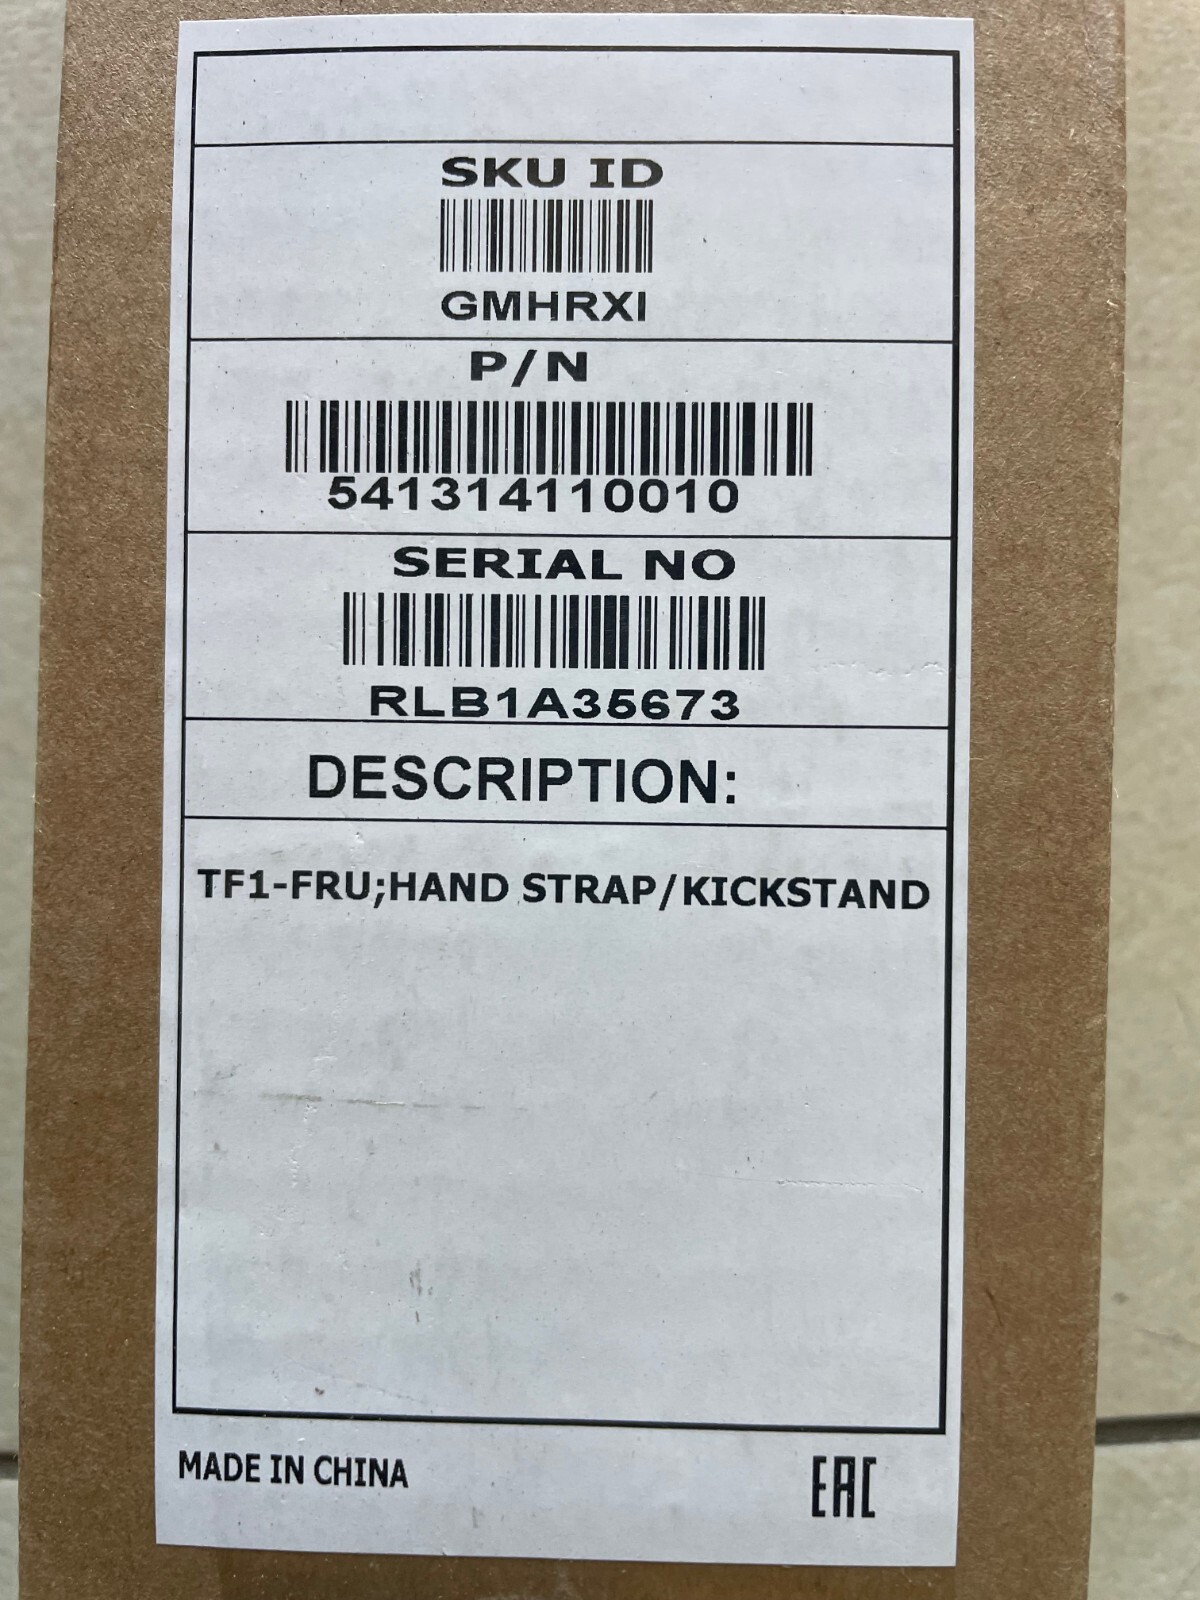 SKU ID
GMHRXI
P/N
541314110010
SERIAL NO
RLB1A35673
DESCRIPTION:
TF1-FRU;HAND STRAP/KICKSTAND
MADE IN CHINA
EAC